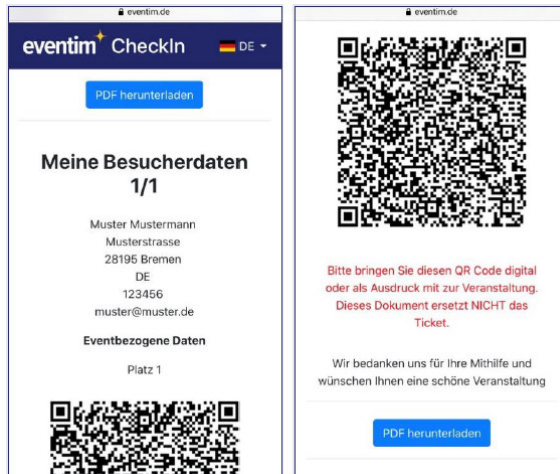 eventim.de
eventim CheckIn
DE
PDF herunterladen
Meine Besucherdaten
1/1
Muster Mustermann
Musterstrasse
28195 Bremen
DE
123456
muster@muster.de
Eventbezogene Daten
Platz 1
eventim.de
Bitte bringen Sie diesen QR Code digital
oder als Ausdruck mit zur Veranstaltung.
Dieses Dokument ersetzt NICHT das
Ticket.
Wir bedanken uns für Ihre Mithilfe und
wünschen Ihnen eine schöne Veranstaltung
PDF herunterladen